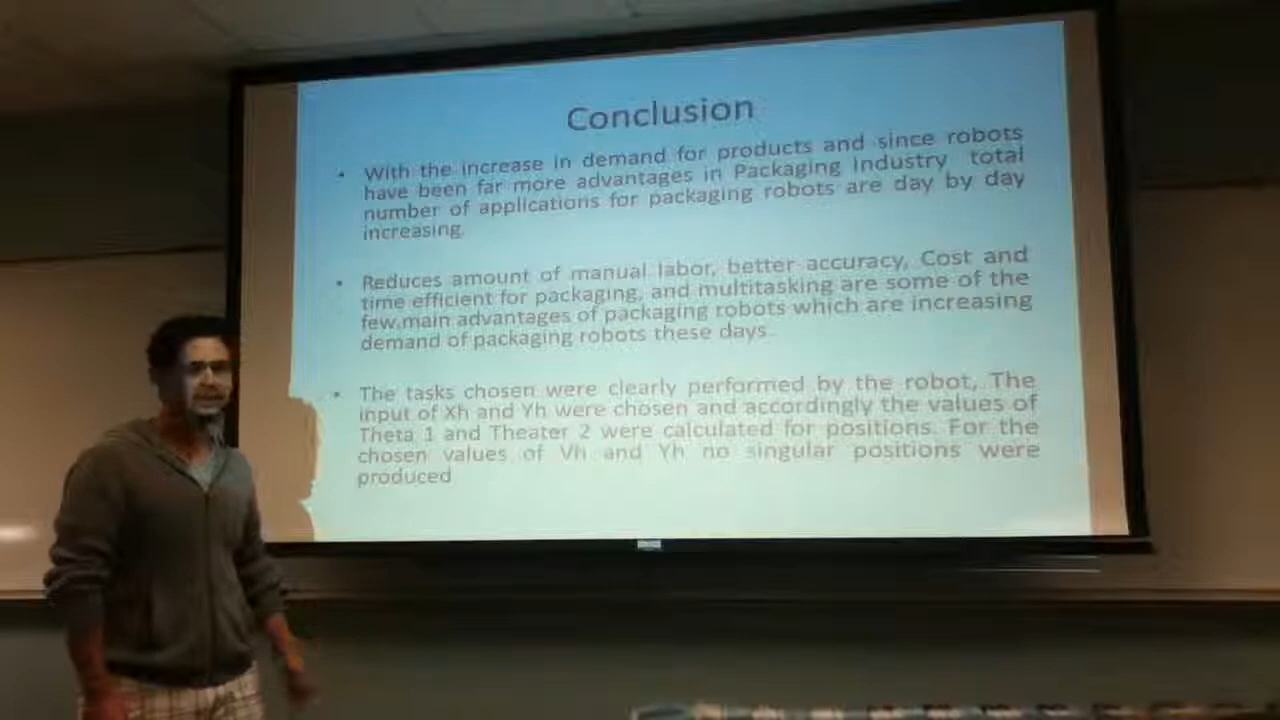 Conclusion
• With the increase in demand for products and since robots
have been far more advantages in Packaging Industry total
number of applications for packaging robots are day by day
increasing.
• Reduces amount of manual labor, better accuracy, Cost and
time efficient for packaging, and multitasking are some of the
few main advantages of packaging robots which are increasing
demand of packaging robots these days.
• The tasks chosen were clearly performed by the robot, The
input of Xh and Yh were chosen and accordingly the values of
Theta 1 and Theater 2 were calculated for positions. For the
chosen values of Vh and Yh no singular positions were
produced